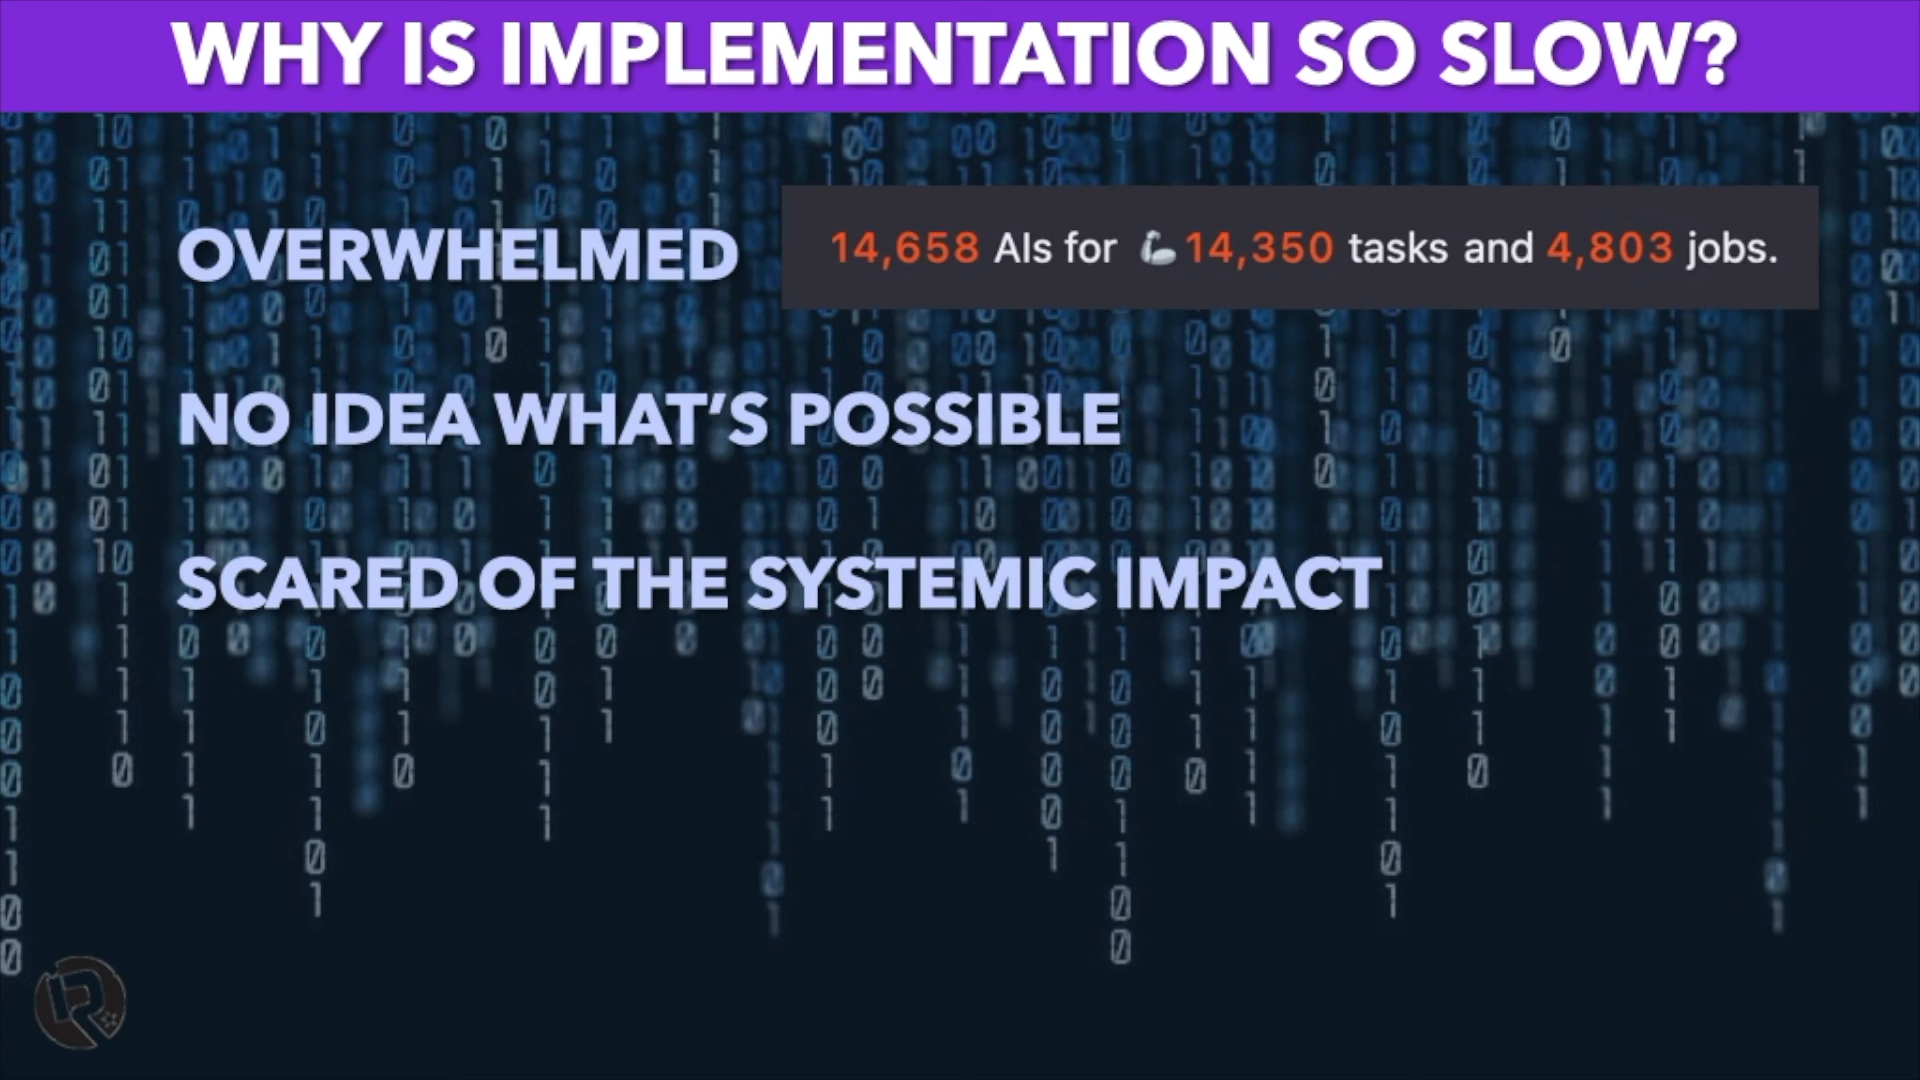 WHY IS IMPLEMENTATION SO SLOW?
OVERWHELMED
14,658 AIs for 🦾14,350 tasks and 4,803 jobs.
NO IDEA WHAT'S POSSIBLE
SCARED OF THE SYSTEMIC IMPACT